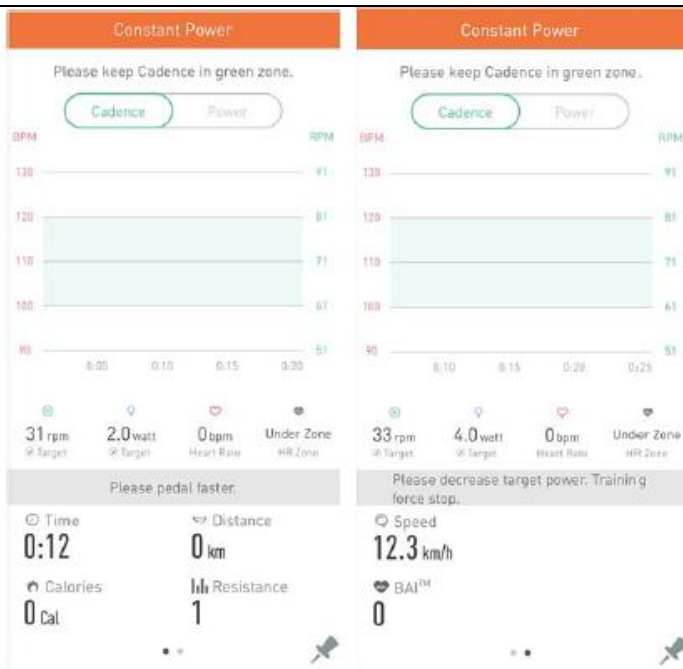 Constant Power
Please keep Cadence in green zone.
Cadence Power
BPM RPM
130 91
120 81
110 71
100 61
90 51
0:05 0:10 0:15 0:20
31 rpm 2.0 watt 0 bpm Under Zone
Target Target Heart Rate HR Zone
Please pedal faster.
Time Distance
0:12 0 km
Calories Resistance
0 Cal 1
Constant Power
Please keep Cadence in green zone.
Cadence Power
BPM RPM
130 91
120 81
110 71
100 61
90 51
0:10 0:15 0:20 0:25
33 rpm 4.0 watt 0 bpm Under Zone
Target Target Heart Rate HR Zone
Please decrease target power. Training
force stop.
Speed
12.3 km/h
BAI™
0